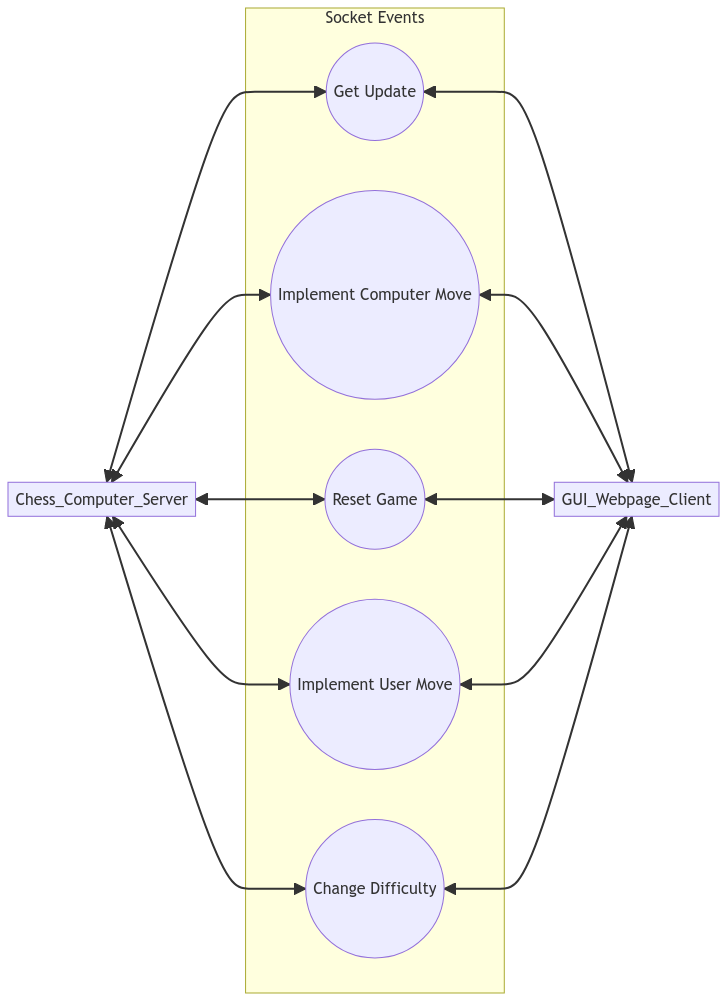 Socket Events
Get Update
Implement Computer Move
Chess_Computer_Server
Reset Game
GUI_Webpage_Client
Implement User Move
Change Difficulty